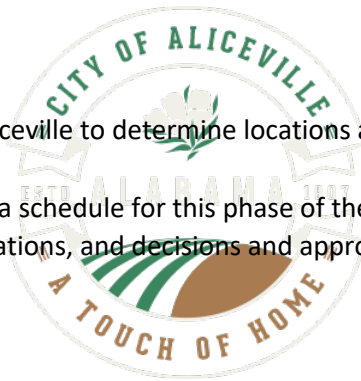 CITY OF ALICEVILLE
ceville to determine locations a
ESTD ALABAMA 1907
a schedule for this phase of the
ations, and decisions and appro
A TOUCH OF HOME